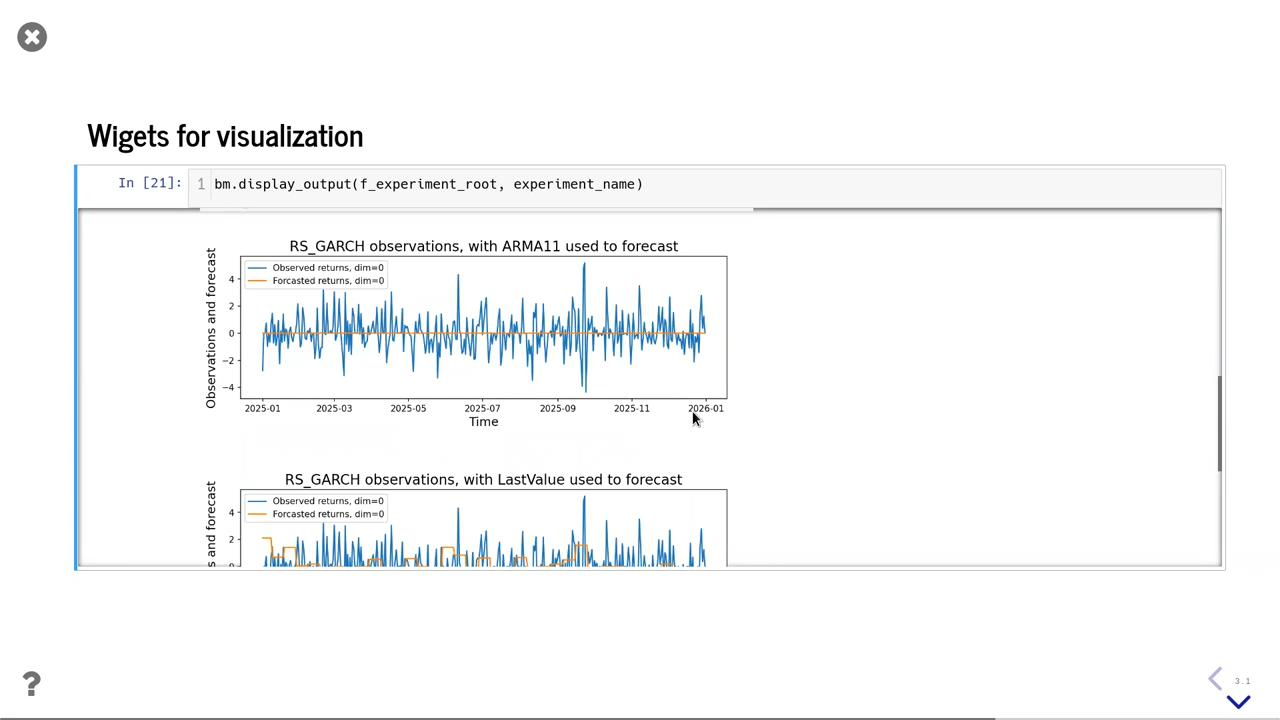 Wigets for visualization
In [21]: 1 bm.display_output(f_experiment_root, experiment_name)
RS_GARCH observations, with ARMA11 used to forecast
Observations and forecast
Observed returns, dim=0
Forcasted returns, dim=0
4
2
0
−2
−4
2025-01 2025-03 2025-05 2025-07 2025-09 2025-11 2026-01
Time
RS_GARCH observations, with LastValue used to forecast
s and forecast
Observed returns, dim=0
Forcasted returns, dim=0
4
2
0
?
3.1